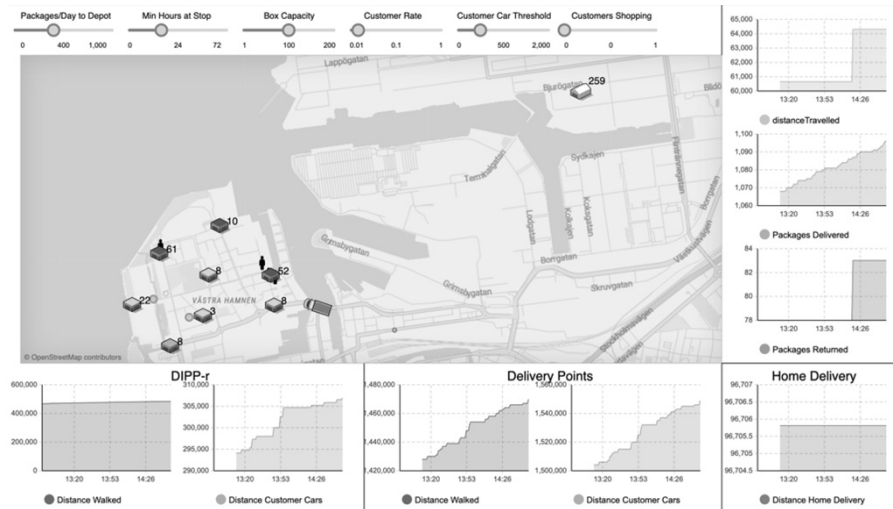 Packages/Day to Depot Min Hours at Stop Box Capacity Customer Rate Customer Car Threshold Customers Shopping
0 400 1,000 0 24 72 1 100 200 0.01 0.1 1 0 500 2,000 0 0 1
Lappögatan
Bjurögatan
259
Blidö
Terminalgatan
Sydkajen
Lodgatan
Kolkajen
Koksgatan
Borrgatan
Borrgatan
Västkustvägen
Grimsbygatan
Grimsbygatan
Skruvgatan
Stockholmsvägen
10
61
8
52
22
VÄSTRA HAMNEN
8
3
8
© OpenStreetMap contributors
65,000
64,000
63,000
62,000
61,000
60,000
13:20 13:53 14:26
distanceTravelled
1,100
1,090
1,080
1,070
1,060
13:20 13:53 14:26
Packages Delivered
84
82
80
78
13:20 13:53 14:26
Packages Returned
DIPP-r
600,000
400,000
200,000
0
13:20 13:53 14:26
Distance Walked
310,000
305,000
300,000
295,000
290,000
13:20 13:53 14:26
Distance Customer Cars
Delivery Points
1,480,000
1,460,000
1,440,000
1,420,000
13:20 13:53 14:26
Distance Walked
1,560,000
1,540,000
1,520,000
1,500,000
13:20 13:53 14:26
Distance Customer Cars
Home Delivery
96,707
96,706
96,705.
96,705
96,704.5
13:20 13:53 14:26
Distance Home Delivery